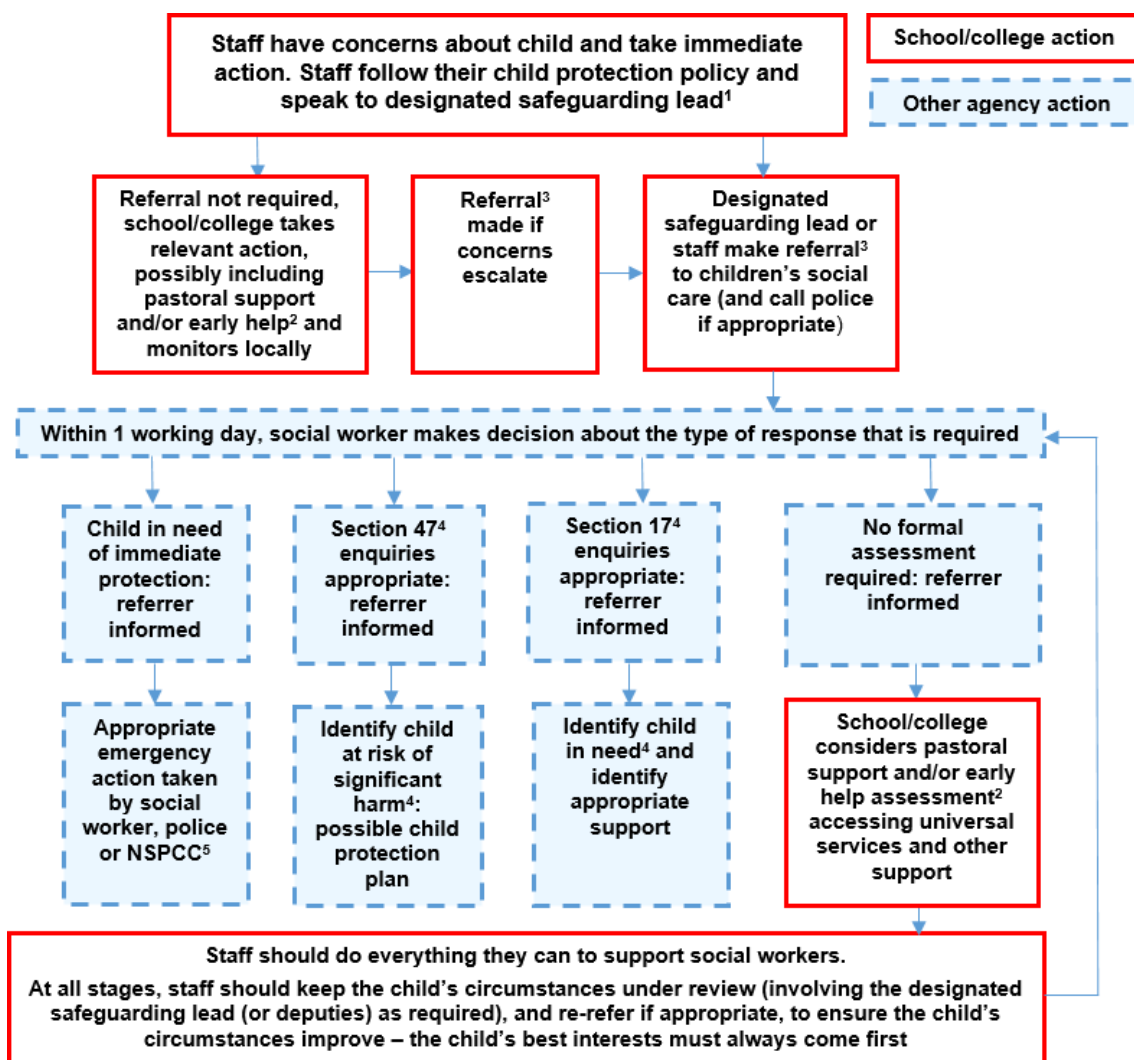 Staff have concerns about child and take immediate
action. Staff follow their child protection policy and
speak to designated safeguarding lead¹
School/college action
Other agency action
Referral not required,
school/college takes
relevant action,
possibly including
pastoral support
and/or early help² and
monitors locally
Referral³
made if
concerns
escalate
Designated
safeguarding lead or
staff make referral³
to children’s social
care (and call police
if appropriate)
Within 1 working day, social worker makes decision about the type of response that is required
Child in need
of immediate
protection:
referrer
informed
Section 47⁴
enquiries
appropriate:
referrer
informed
Section 17⁴
enquiries
appropriate:
referrer
informed
No formal
assessment
required: referrer
informed
Appropriate
emergency
action taken
by social
worker, police
or NSPCC⁵
Identify child
at risk of
significant
harm⁴:
possible child
protection
plan
Identify child
in need⁴ and
identify
appropriate
support
School/college
considers pastoral
support and/or early
help assessment²
accessing universal
services and other
support
Staff should do everything they can to support social workers.
At all stages, staff should keep the child’s circumstances under review (involving the designated
safeguarding lead (or deputies) as required), and re-refer if appropriate, to ensure the child’s
circumstances improve – the child’s best interests must always come first